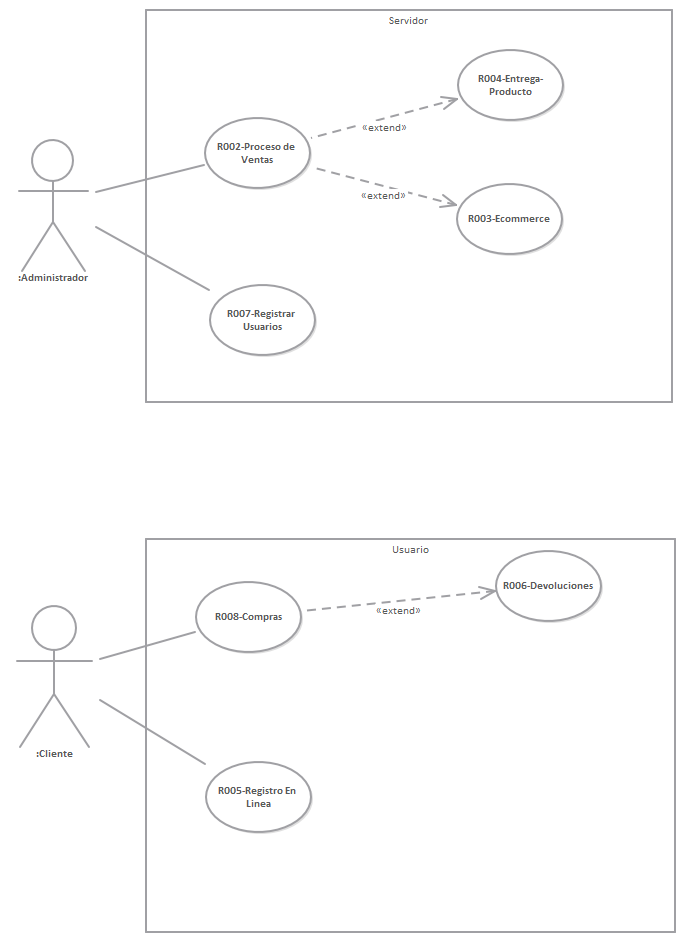 Servidor
R004-Entrega-
Producto
«extend»
R002-Proceso de
Ventas
«extend»
R003-Ecommerce
:Administrador
R007-Registrar
Usuarios
Usuario
R006-Devoluciones
R008-Compras
«extend»
:Cliente
R005-Registro En
Linea